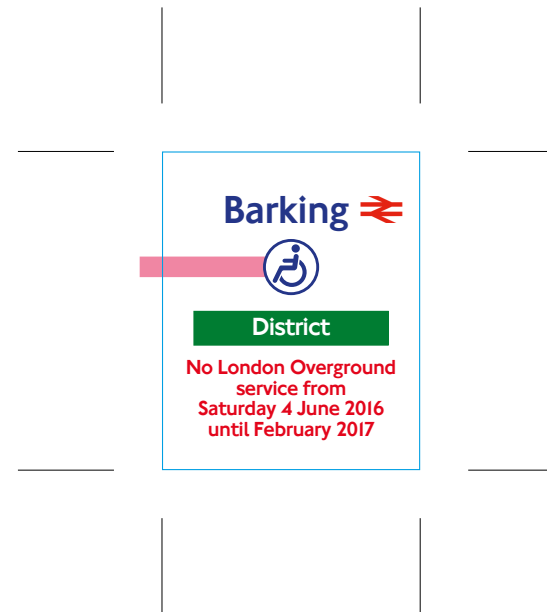 Barking
District
No London Overground
service from
Saturday 4 June 2016
until February 2017